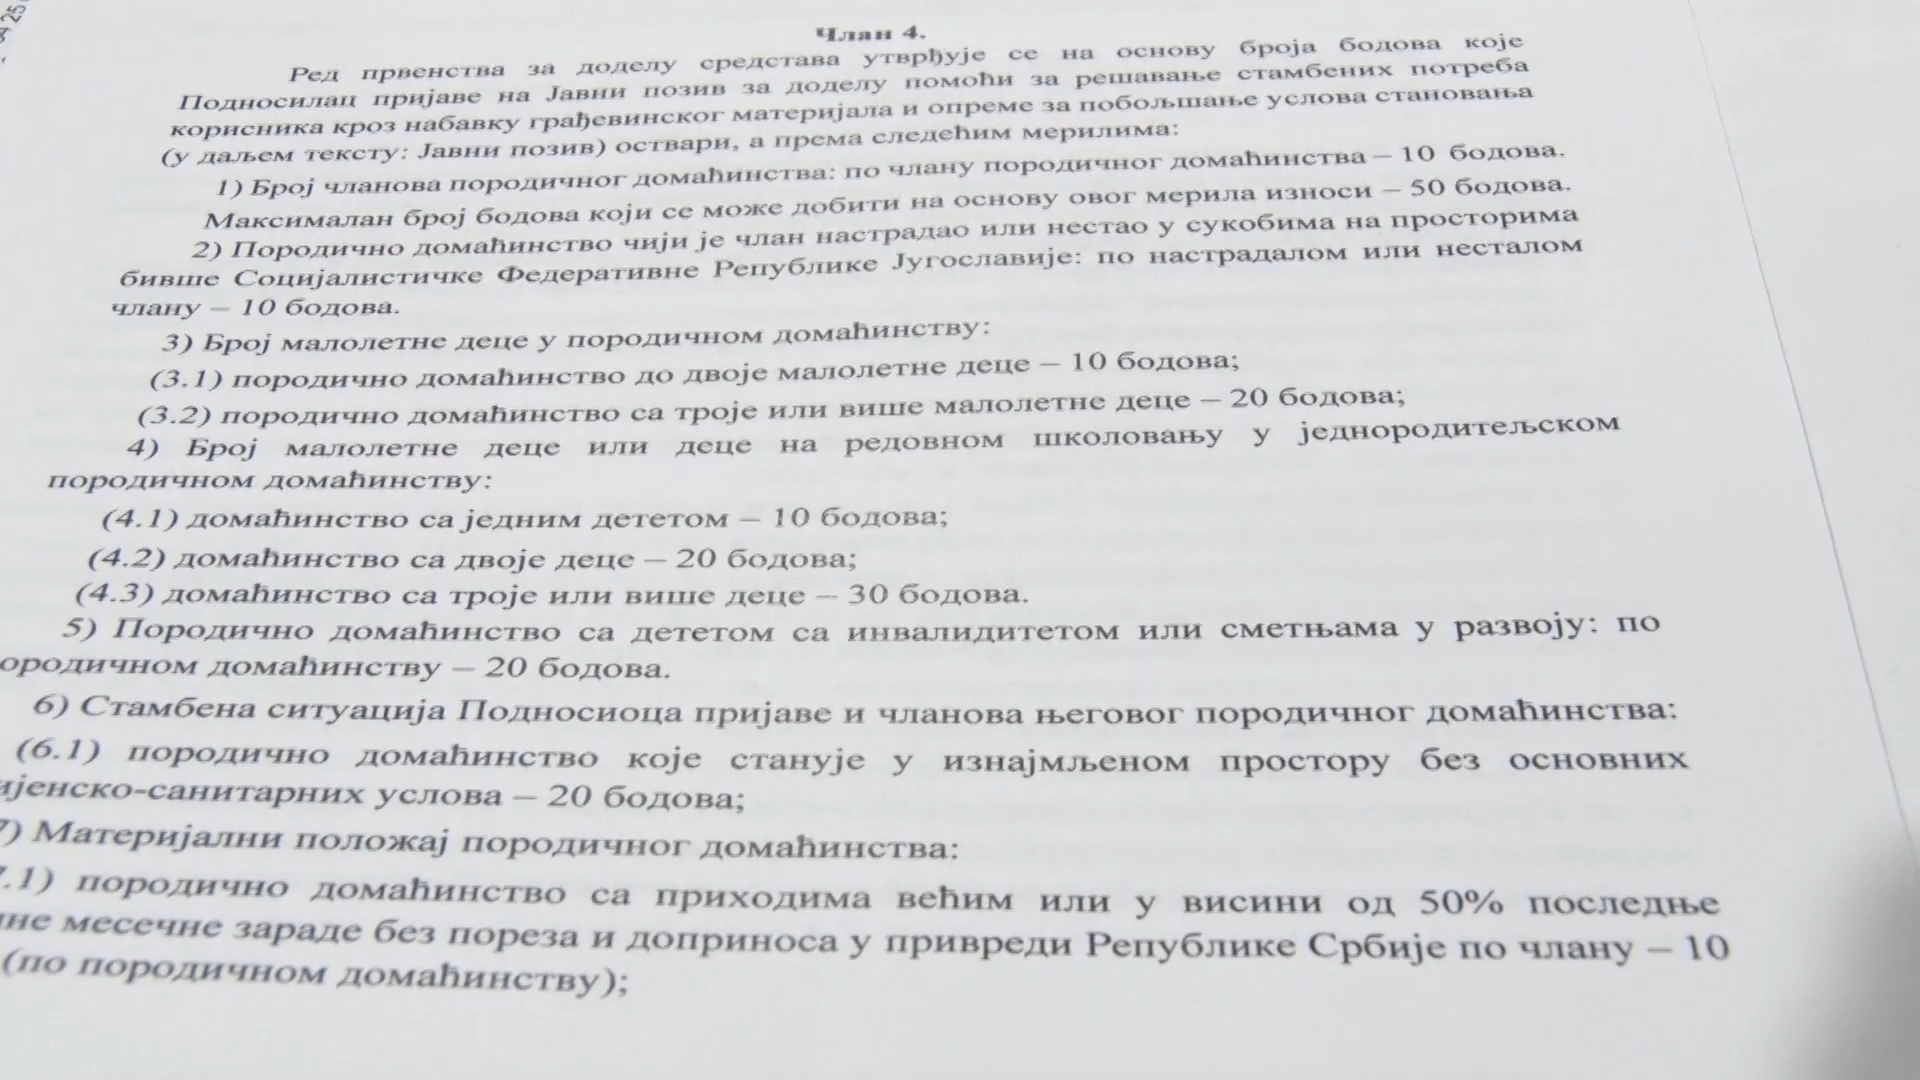 25
Члан 4.
Ред првенства за доделу средстава утврђује се на основу броја бодова које
Подносилац пријаве на Јавни позив за доделу помоћи за решавање стамбених потреба
корисника кроз набавку грађевинског материјала и опреме за побољшање услова становања
(у даљем тексту: Јавни позив) оствари, а према следећим мерилима:
1) Број чланова породичног домаћинства: по члану породичног домаћинства – 10 бодова.
Максималан број бодова који се може добити на основу овог мерила износи – 50 бодова.
2) Породично домаћинство чији је члан настрадао или нестао у сукобима на просторима
бивше Социјалистичке Федеративне Републике Југославије: по настрадалом или несталом
члану – 10 бодова.
3) Број малолетне деце у породичном домаћинству:
(3.1) породично домаћинство до двоје малолетне деце – 10 бодова;
(3.2) породично домаћинство са троје или више малолетне деце – 20 бодова;
4) Број малолетне деце или деце на редовном школовању у једнородитељском
породичном домаћинству:
(4.1) домаћинство са једним дететом – 10 бодова;
(4.2) домаћинство са двоје деце – 20 бодова;
(4.3) домаћинство са троје или више деце – 30 бодова.
5) Породично домаћинство са дететом са инвалидитетом или сметњама у развоју: по
ородичном домаћинству – 20 бодова.
6) Стамбена ситуација Подносиоца пријаве и чланова његовог породичног домаћинства:
(6.1) породично домаћинство које станује у изнајмљеном простору без основних
ијенско-санитарних услова – 20 бодова;
7) Материјални положај породичног домаћинства:
.1) породично домаћинство са приходима већим или у висини од 50% последње
не месечне зараде без пореза и доприноса у привреди Републике Србије по члану – 10
(по породичном домаћинству);